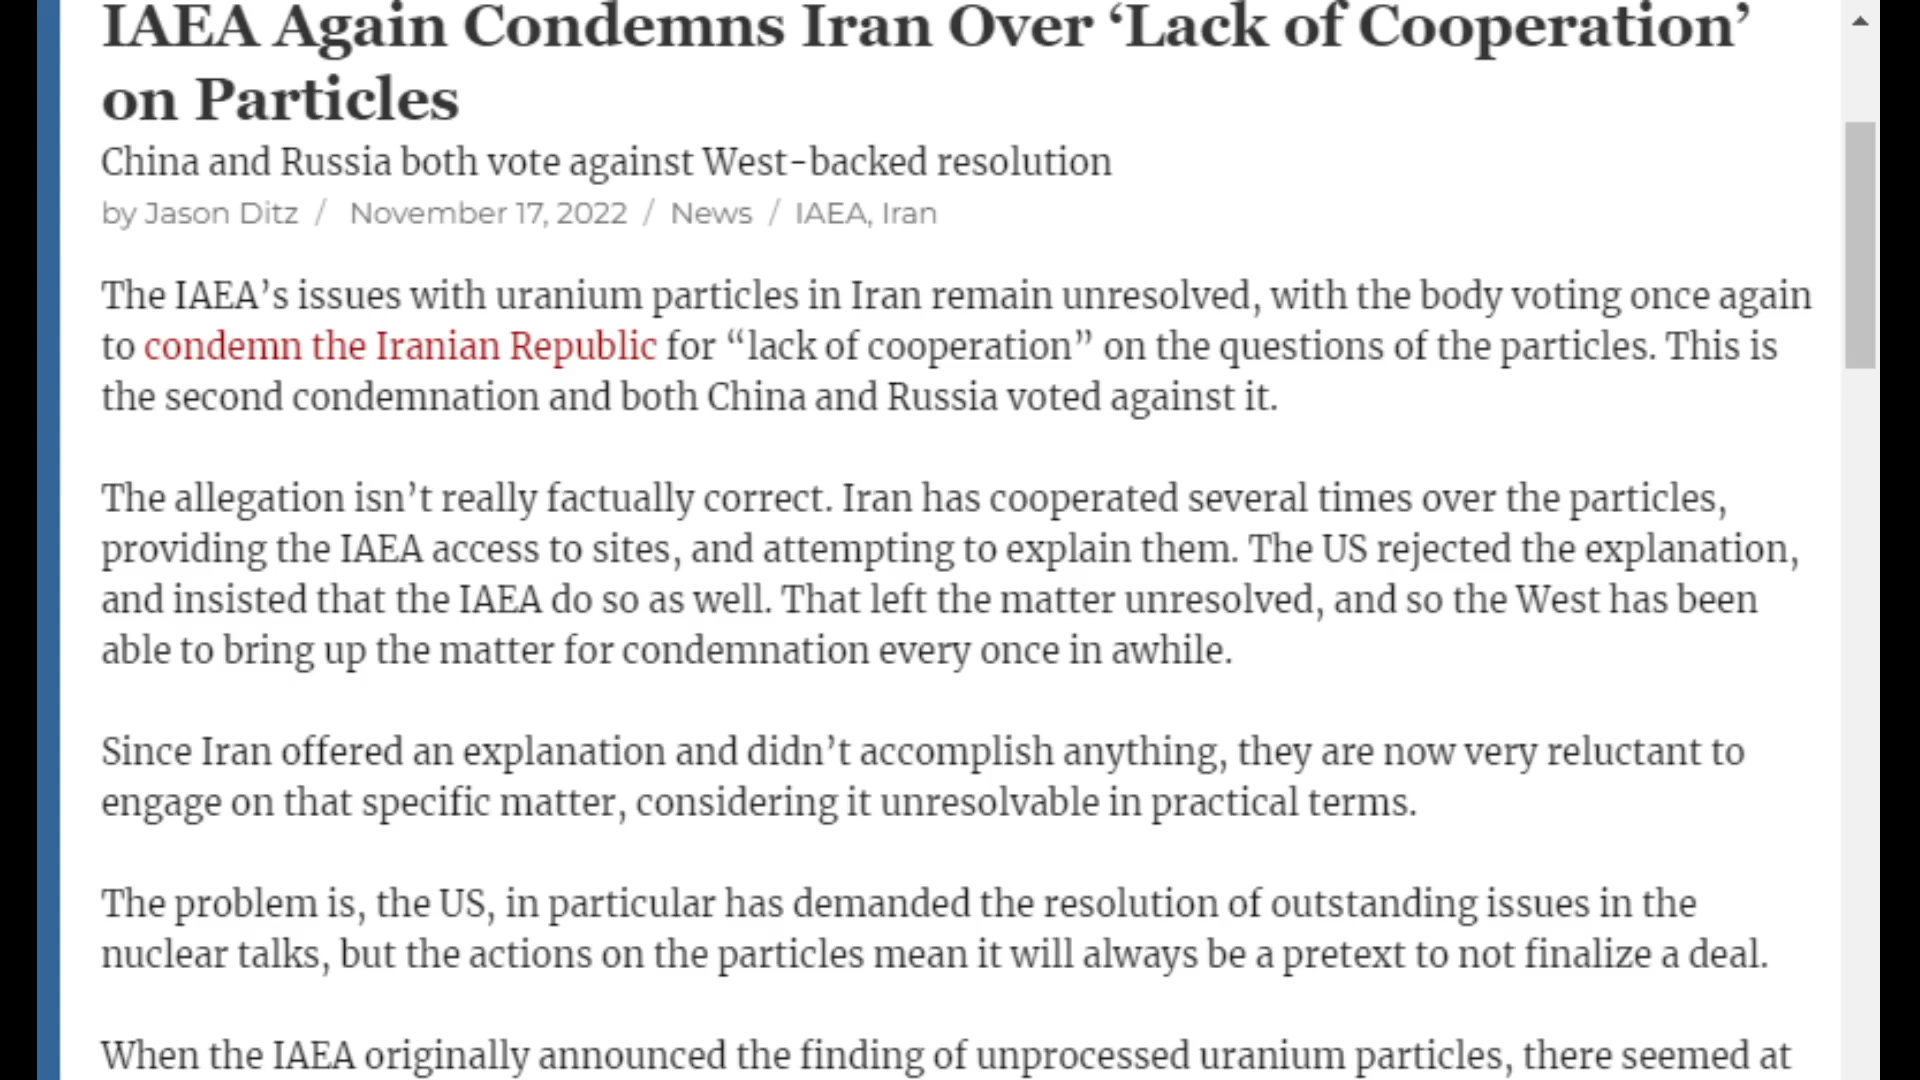 IAEA Again Condemns Iran Over ‘Lack of Cooperation’
on Particles
China and Russia both vote against West-backed resolution
by Jason Ditz / November 17, 2022 / News / IAEA, Iran
The IAEA’s issues with uranium particles in Iran remain unresolved, with the body voting once again
to condemn the Iranian Republic for “lack of cooperation” on the questions of the particles. This is
the second condemnation and both China and Russia voted against it.
The allegation isn’t really factually correct. Iran has cooperated several times over the particles,
providing the IAEA access to sites, and attempting to explain them. The US rejected the explanation,
and insisted that the IAEA do so as well. That left the matter unresolved, and so the West has been
able to bring up the matter for condemnation every once in awhile.
Since Iran offered an explanation and didn’t accomplish anything, they are now very reluctant to
engage on that specific matter, considering it unresolvable in practical terms.
The problem is, the US, in particular has demanded the resolution of outstanding issues in the
nuclear talks, but the actions on the particles mean it will always be a pretext to not finalize a deal.
When the IAEA originally announced the finding of unprocessed uranium particles, there seemed at